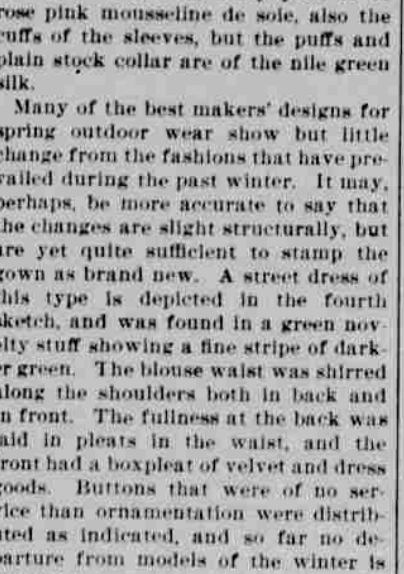 rose pink mousseline de soie, also the
cuffs of the sleeves, but the puffs and
plain stock collar are of the nile green
silk.
Many of the best makers' designs for
spring outdoor wear show but little
change from the fashions that have pre-
vailed during the past winter. It may,
perhaps, be more accurate to say that
the changes are slight structurally, but
are yet quite sufficient to stamp the
gown as brand new. A street dress of
this type is depicted in the fourth
sketch, and was found in a green nov-
elty stuff showing a fine stripe of dark-
er green. The blouse waist was shirred
along the shoulders both in back and
in front. The fullness at the back was
laid in pleats in the waist, and the
front had a boxpleat of velvet and dress
goods. Buttons that were of no ser-
vice than ornamentation were distrib-
uted as indicated, and so far no de-
parture from models of the winter is